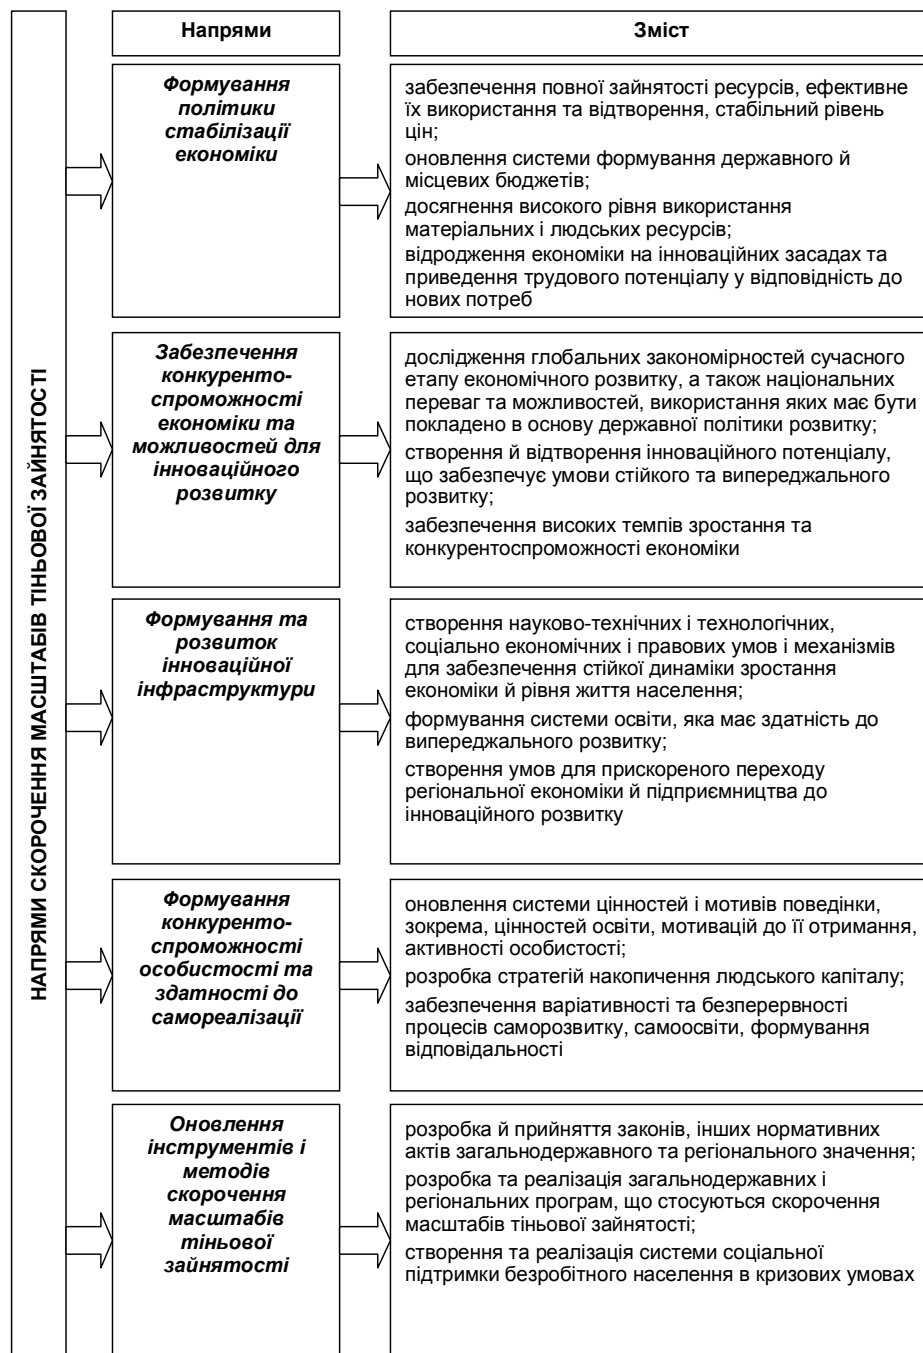 НАПРЯМИ СКОРОЧЕННЯ МАСШТАБІВ ТІНЬОВОЇ ЗАЙНЯТОСТІ
Напрями
Зміст
Формування
політики
стабілізації
економіки
забезпечення повної зайнятості ресурсів, ефективне
їх використання та відтворення, стабільний рівень
цін;
оновлення системи формування державного й
місцевих бюджетів;
досягнення високого рівня використання
матеріальних і людських ресурсів;
відродження економіки на інноваційних засадах та
приведення трудового потенціалу у відповідність до
нових потреб
Забезпечення
конкуренто-
спроможності
економіки та
можливостей для
інноваційного
розвитку
дослідження глобальних закономірностей сучасного
етапу економічного розвитку, а також національних
переваг та можливостей, використання яких має бути
покладено в основу державної політики розвитку;
створення й відтворення інноваційного потенціалу,
що забезпечує умови стійкого та випереджального
розвитку;
забезпечення високих темпів зростання та
конкурентоспроможності економіки
Формування та
розвиток
інноваційної
інфраструктури
створення науково-технічних і технологічних,
соціально економічних і правових умов і механізмів
для забезпечення стійкої динаміки зростання
економіки й рівня життя населення;
формування системи освіти, яка має здатність до
випереджального розвитку;
створення умов для прискореного переходу
регіональної економіки й підприємництва до
інноваційного розвитку
Формування
конкуренто-
спроможності
особистості та
здатності до
самореалізації
оновлення системи цінностей і мотивів поведінки,
зокрема, цінностей освіти, мотивацій до її отримання,
активності особистості;
розробка стратегій накопичення людського капіталу;
забезпечення варіативності та безперервності
процесів саморозвитку, самоосвіти, формування
відповідальності
Оновлення
інструментів і
методів
скорочення
масштабів
тіньової
зайнятості
розробка й прийняття законів, інших нормативних
актів загальнодержавного та регіонального значення;
розробка та реалізація загальнодержавних і
регіональних програм, що стосуються скорочення
масштабів тіньової зайнятості;
створення та реалізація системи соціальної
підтримки безробітного населення в кризових умовах